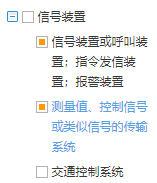 信号装置
信号装置或呼叫装
置；指令发信装
置；报警装置
测量值、控制信号
或类似信号的传输
系统
交通控制系统